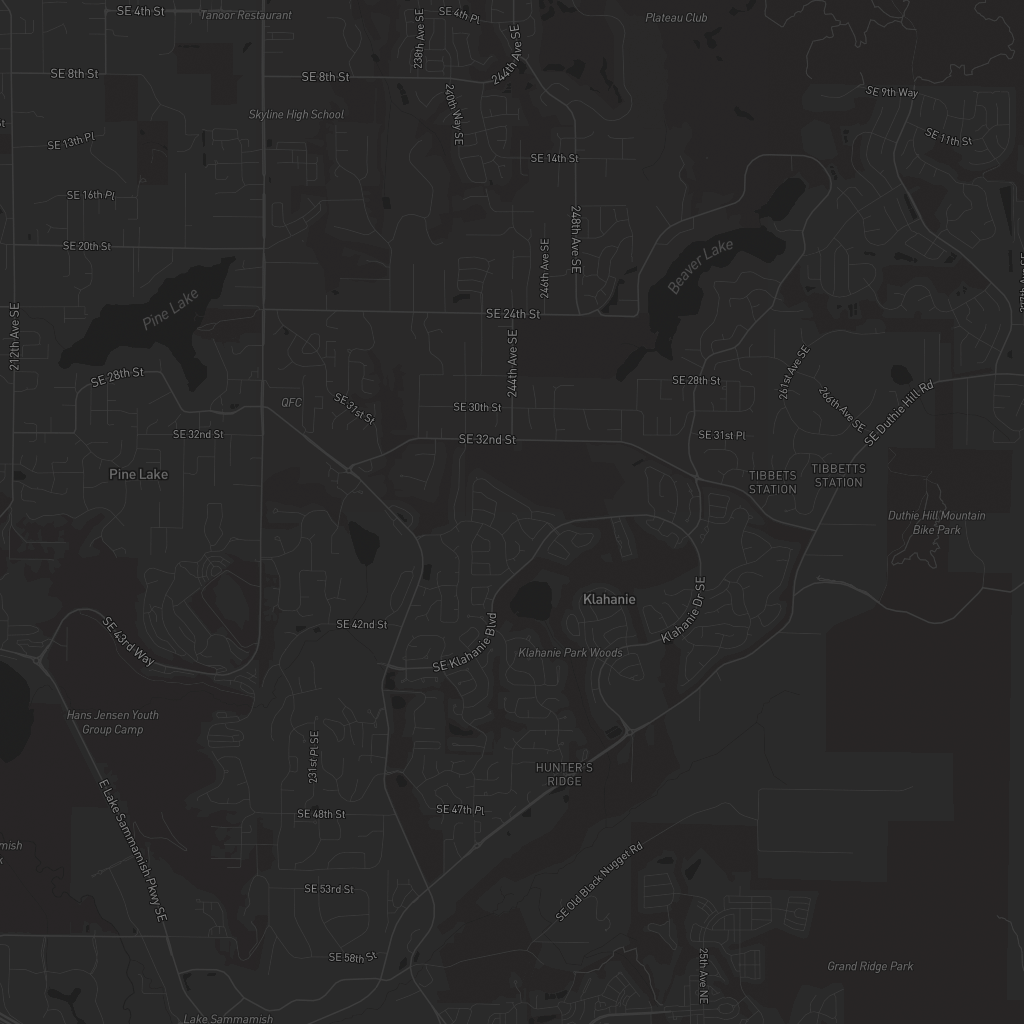 SE 4th St
Tanoor Restaurant
238th Ave SE
SE 4th Pl
244th Ave SE
Plateau Club
SE 8th St
SE 8th St
240th Way SE
SE 9th Way
Skyline High School
SE 13th Pl
SE 11th St
SE 14th St
SE 16th Pl
248th Ave SE
SE 20th St
246th Ave SE
Beaver Lake
Pine Lake
212th Ave SE
SE 24th St
244th Ave SE
SE 28th St
SE 28th St
261st Ave SE
266th Ave SE
SE Duthie Hill Rd
QFC
SE 31st St
SE 30th St
SE 32nd St
SE 32nd St
SE 31st Pl
Pine Lake
TIBBETS
STATION
TIBBETTS
STATION
Duthie Hill Mountain
Bike Park
Klahanie
Klahanie Dr SE
SE 42nd St
SE 43rd Way
SE Klahanie Blvd
Klahanie Park Woods
Hans Jensen Youth
Group Camp
231st Pl SE
HUNTER'S
RIDGE
E Lake Sammamish Pkwy SE
SE 48th St
SE 47th Pl
SE Old Black Nugget Rd
SE 53rd St
SE 58th St
25th Ave NE
Grand Ridge Park
Lake Sammamish